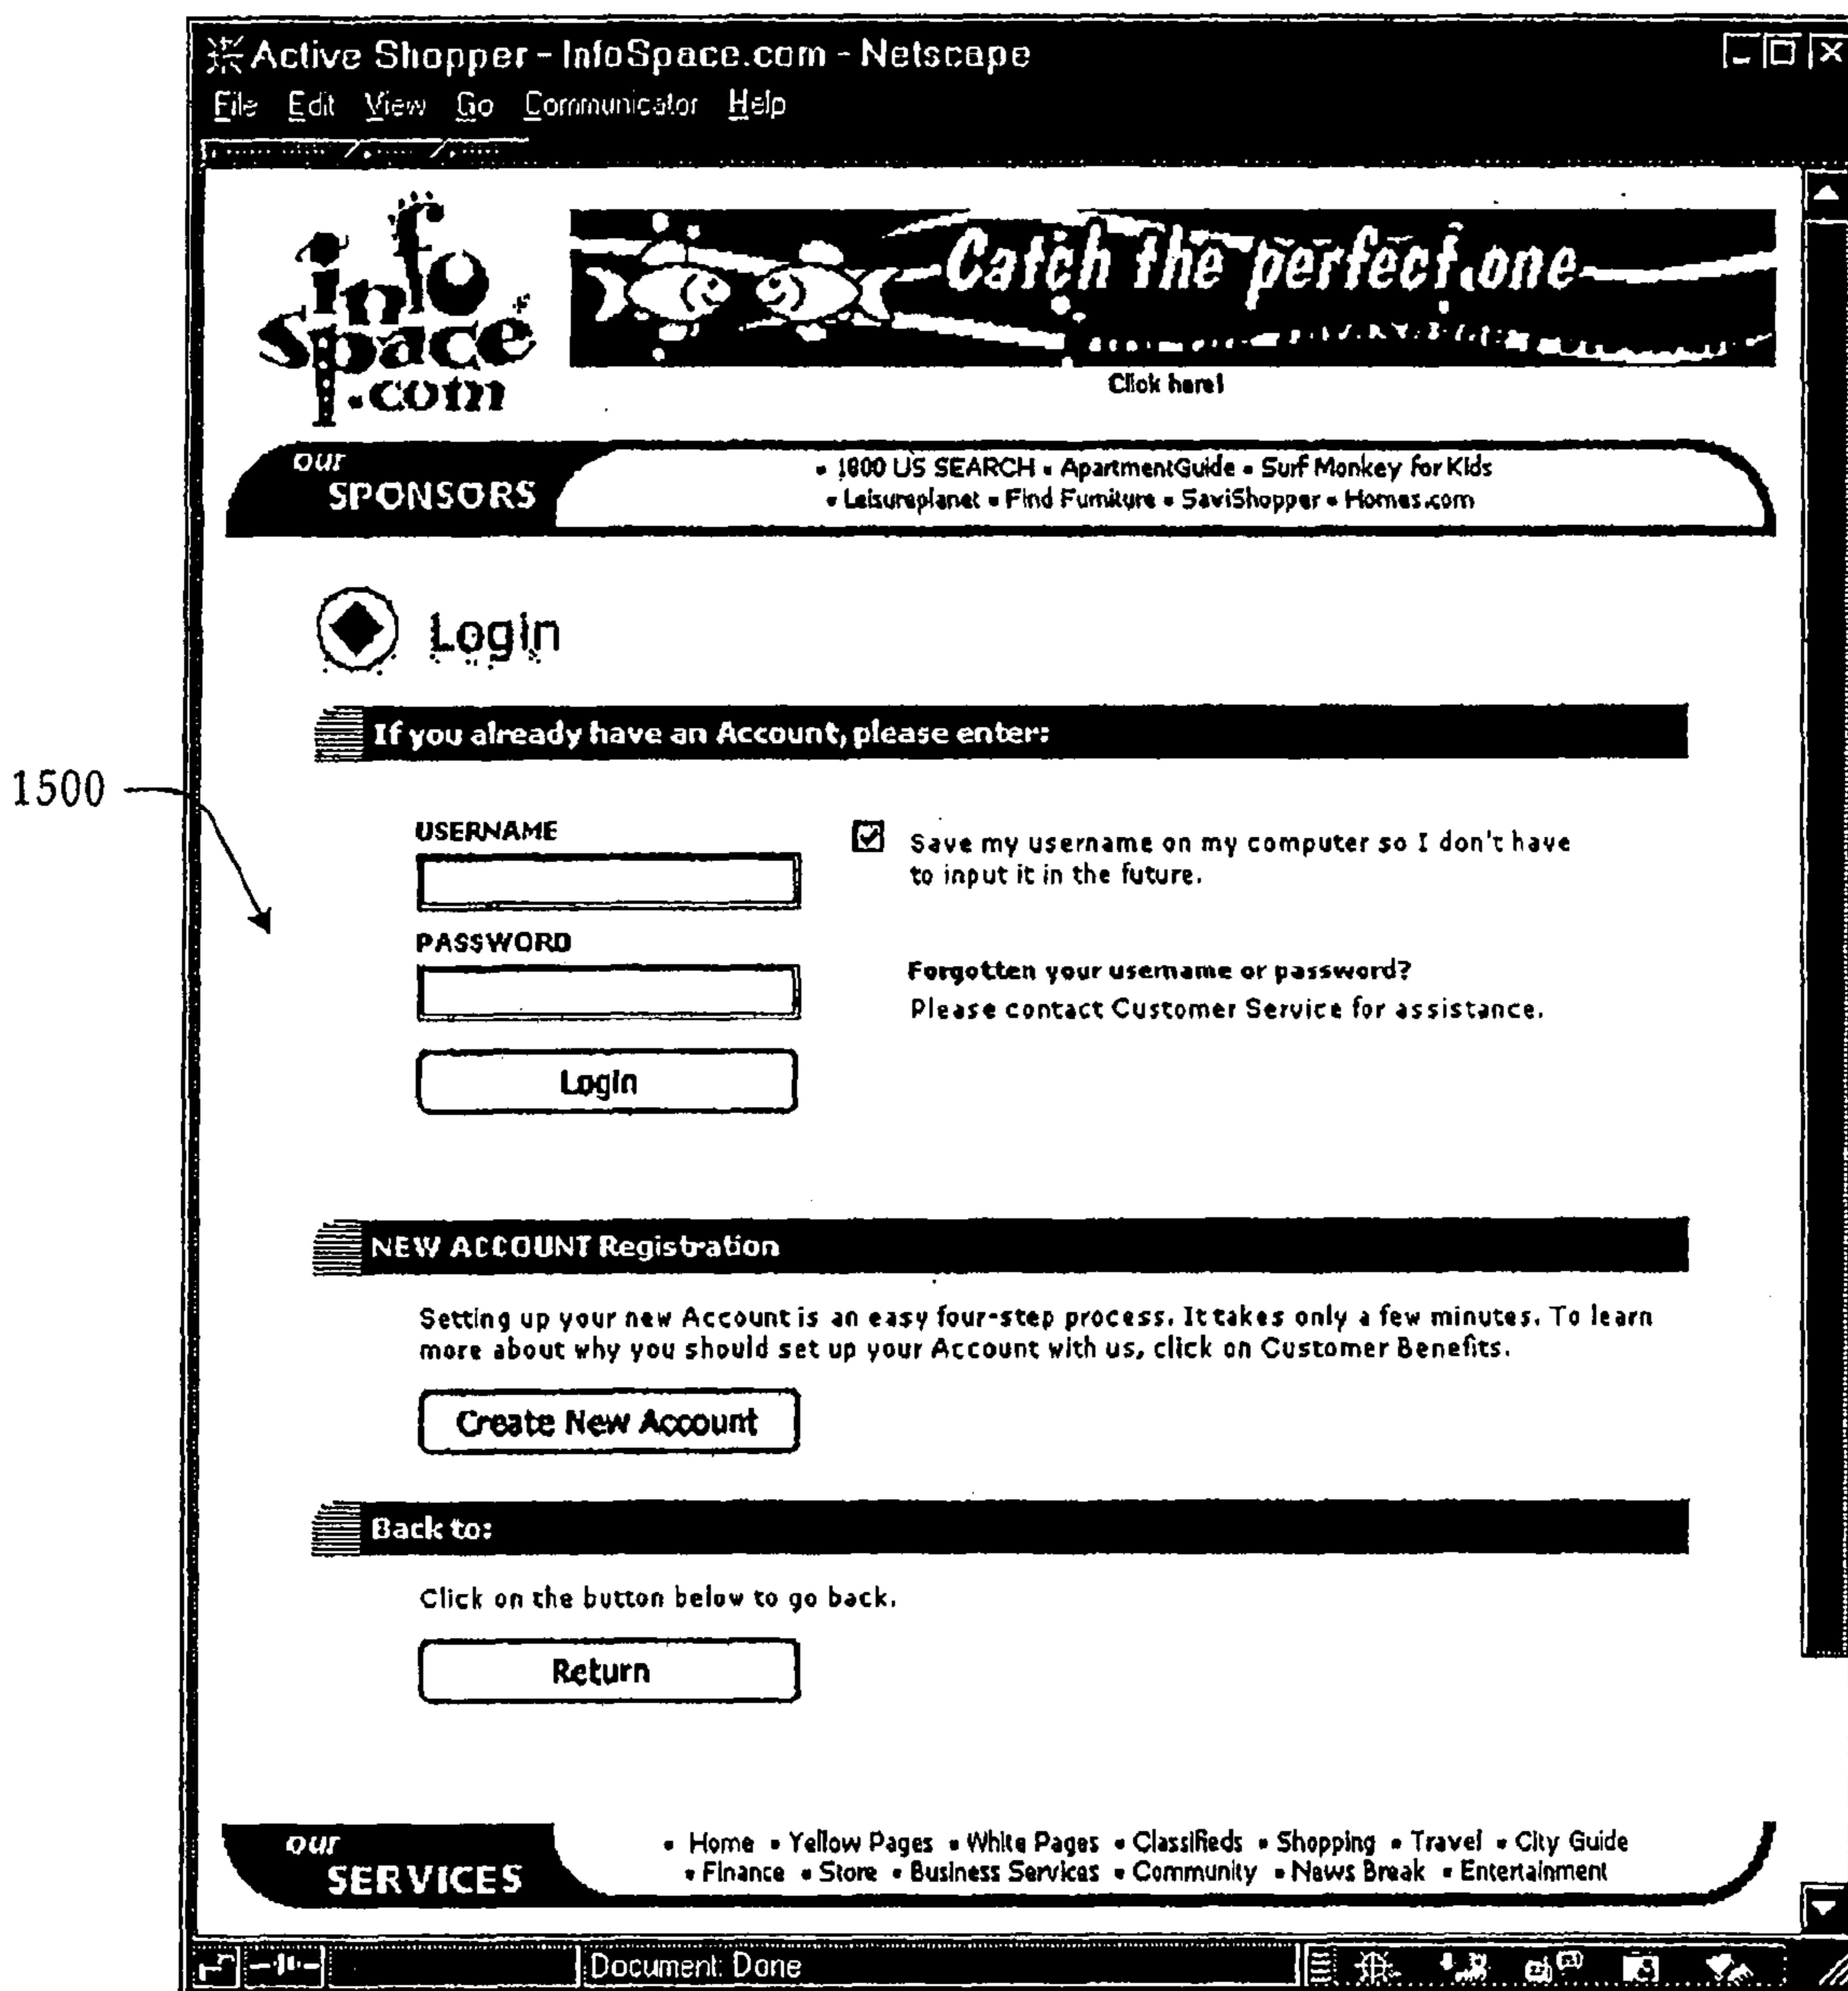 Active Shopper - InfoSpace.com - Netscape
File Edit View Go Communicator Help
info
space
.com
Catch the perfect one
Click here!
our
SPONSORS
▪ 1800 US SEARCH ▪ ApartmentGuide ▪ Surf Monkey for Kids
▪ Leisureplanet ▪ Find Furniture ▪ SaviShopper ▪ Homes.com
Login
If you already have an Account, please enter:
1500
USERNAME
Save my username on my computer so I don't have
to input it in the future.
PASSWORD
Forgotten your username or password?
Please contact Customer Service for assistance.
Login
NEW ACCOUNT Registration
Setting up your new Account is an easy four-step process. It takes only a few minutes. To learn
more about why you should set up your Account with us, click on Customer Benefits.
Create New Account
Back to:
Click on the button below to go back.
Return
our
SERVICES
▪ Home ▪ Yellow Pages ▪ White Pages ▪ Classifieds ▪ Shopping ▪ Travel ▪ City Guide
▪ Finance ▪ Store ▪ Business Services ▪ Community ▪ News Break ▪ Entertainment
Document: Done